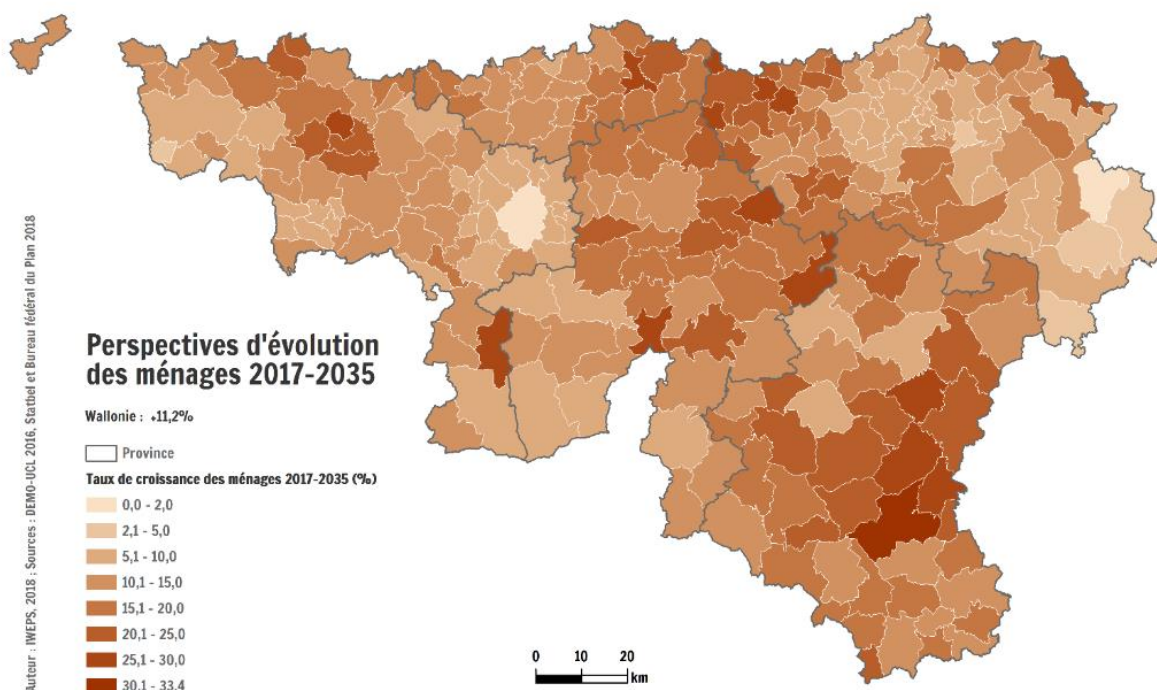 Perspectives d'évolution
des ménages 2017-2035
Wallonie : +11,2%
Province
Taux de croissance des ménages 2017-2035 (‰)
0,0 - 2,0
2,1 - 5,0
5,1 - 10,0
10,1 - 15,0
15,1 - 20,0
20,1 - 25,0
25,1 - 30,0
30,1 - 33,4
0 10 20
km
Auteur : IWEPS, 2018 ; Sources : DEMO-UCL 2016, Statbel et Bureau fédéral du Plan 2018